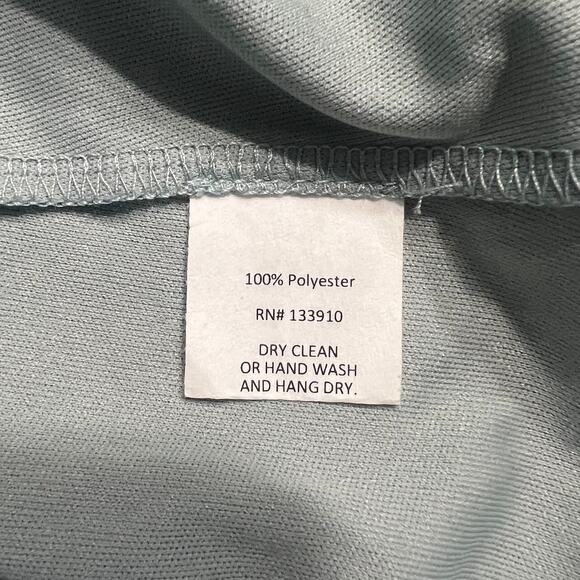 100% Polyester
RN# 133910
DRY CLEAN
OR HAND WASH
AND HANG DRY.